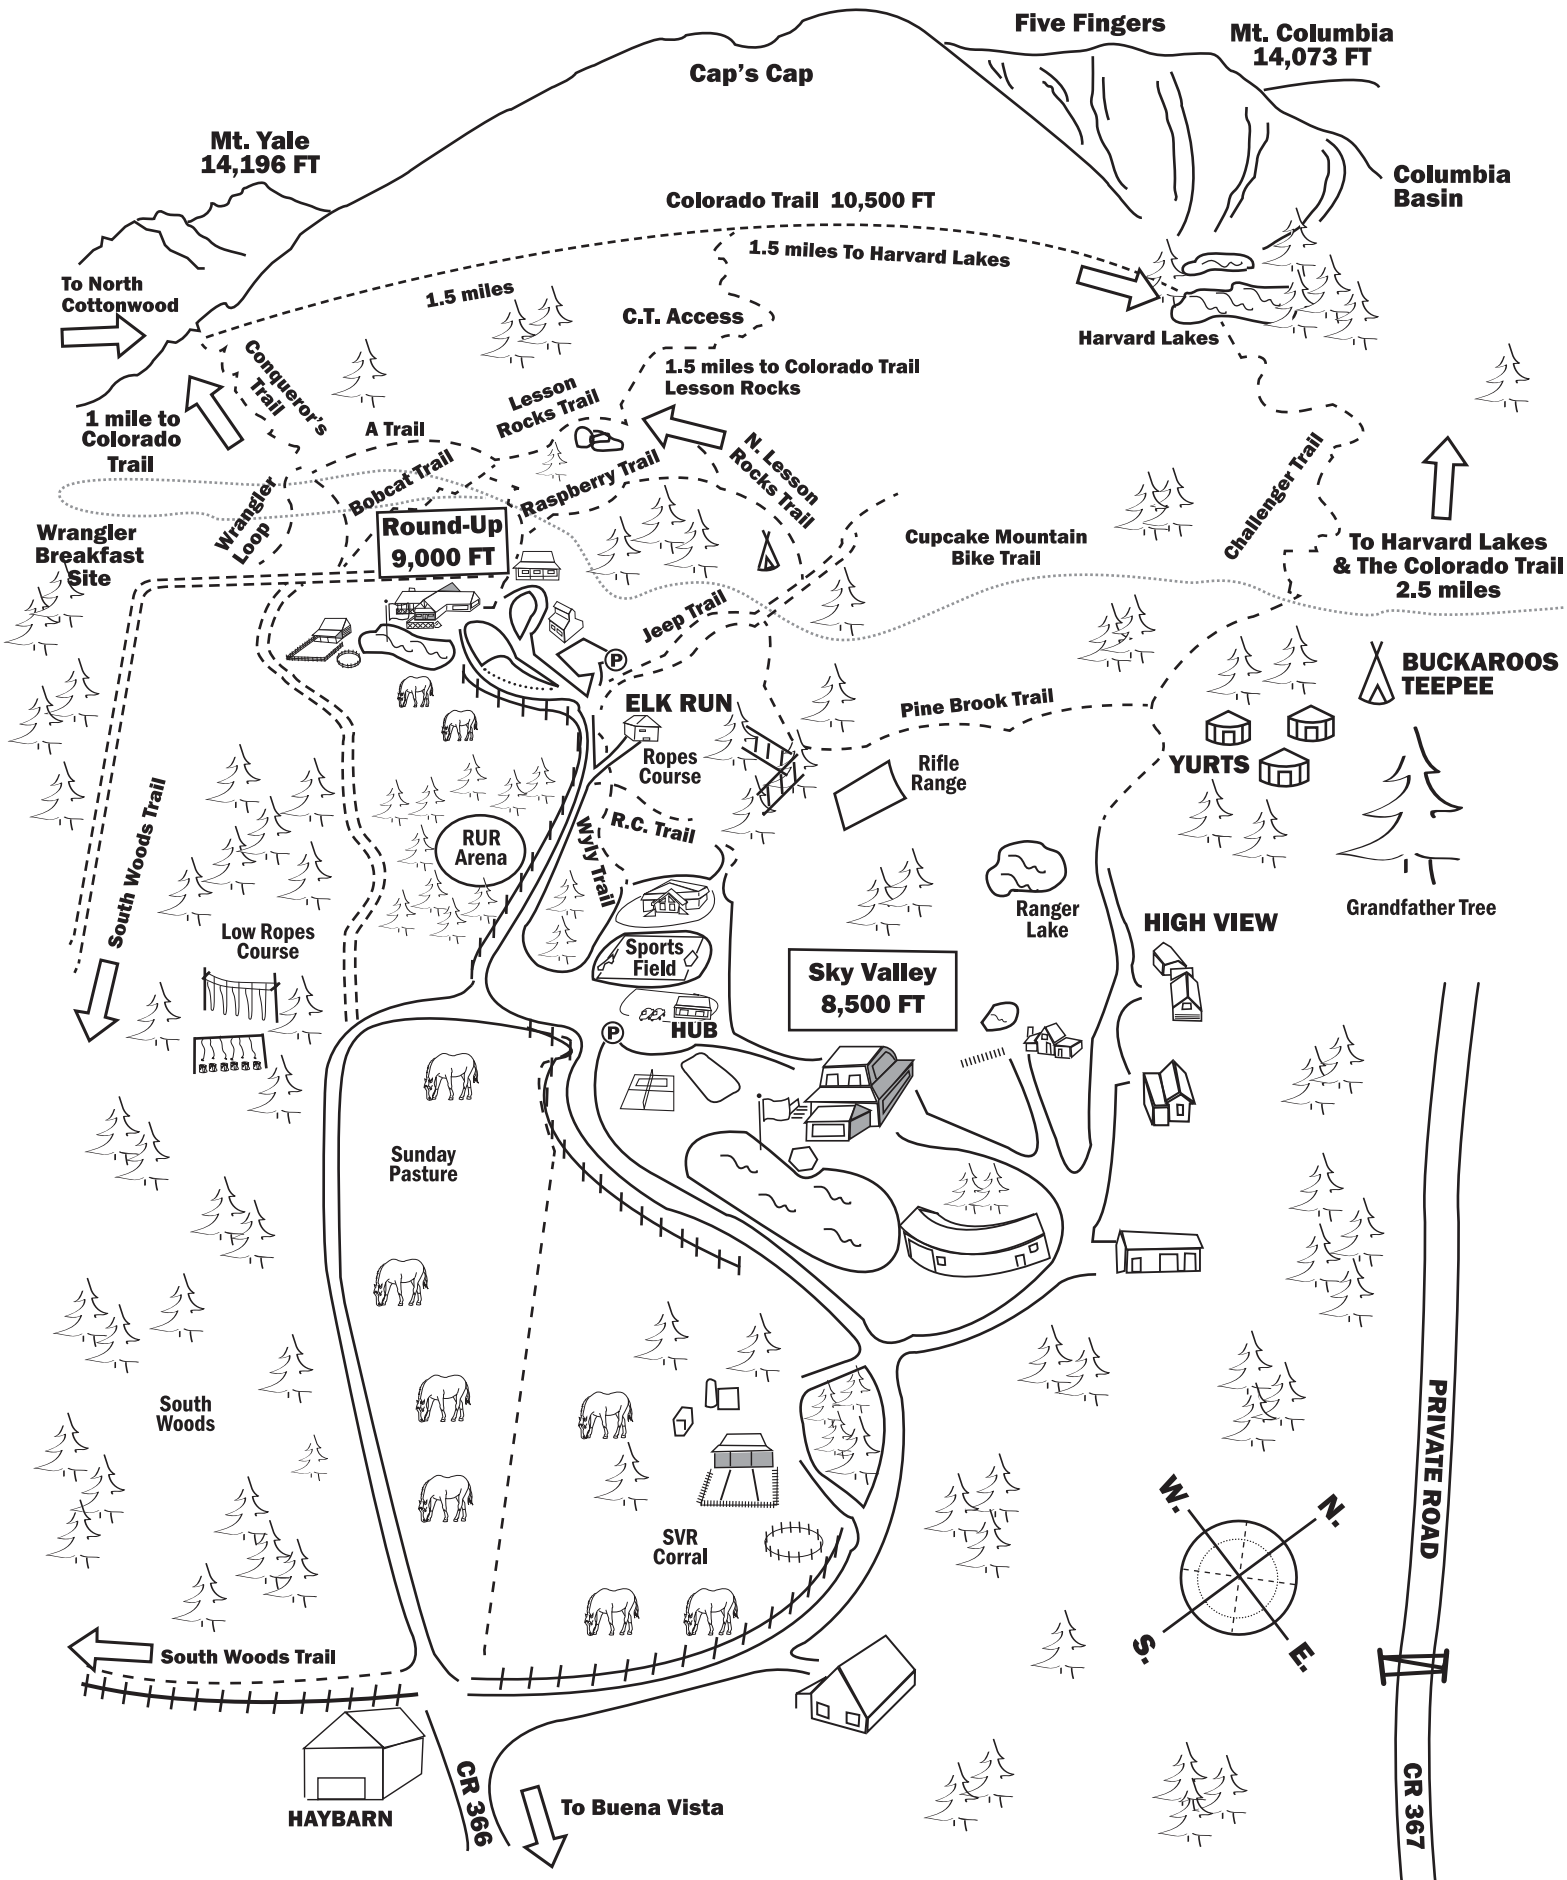 Five Fingers
Mt. Columbia
14,073 FT
Cap's Cap
Mt. Yale
14,196 FT
Columbia
Basin
Colorado Trail 10,500 FT
1.5 miles To Harvard Lakes
To North
Cottonwood
1.5 miles
C.T. Access
Harvard Lakes
Conqueror's
Trail
1.5 miles to Colorado Trail
Lesson Rocks
Lesson
Rocks Trail
1 mile to
Colorado
Trail
A Trail
N. Lesson
Rocks Trail
Bobcat Trail
Raspberry Trail
Challenger Trail
Wrangler
Loop
Wrangler
Breakfast
Site
Round-Up
9,000 FT
Cupcake Mountain
Bike Trail
To Harvard Lakes
& The Colorado Trail
2.5 miles
Jeep Trail
P
BUCKAROOS
TEEPEE
ELK RUN
Pine Brook Trail
Ropes
Course
Rifle
Range
YURTS
R.C. Trail
Wyly Trail
RUR
Arena
South Woods Trail
Grandfather Tree
Ranger
Lake
HIGH VIEW
Low Ropes
Course
Sports
Field
Sky Valley
8,500 FT
P
HUB
Sunday
Pasture
South
Woods
PRIVATE ROAD
W.
N.
S.
E.
SVR
Corral
South Woods Trail
CR 366
CR 367
To Buena Vista
HAYBARN